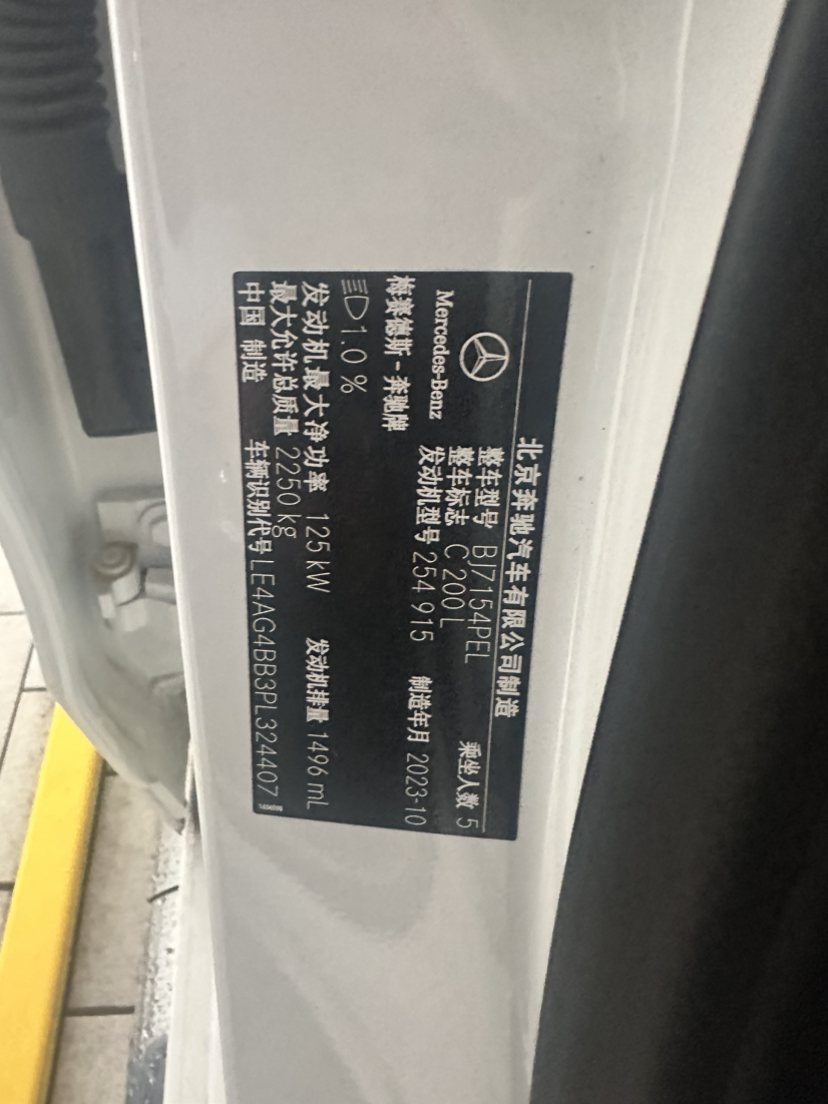 北京奔驰汽车有限公司制造
Mercedes-Benz
梅赛德斯-奔驰牌
整车型号 BJ7154PEL 乘坐人数 5
整车标志 C 200 L
发动机型号 254 915 制造年月 2023-10
1.0 %
发动机最大净功率 125 kW 发动机排量 1496 mL
最大允许总质量 2250 kg
中国 制造 车辆识别代号 LE4AG4BB3PL324407